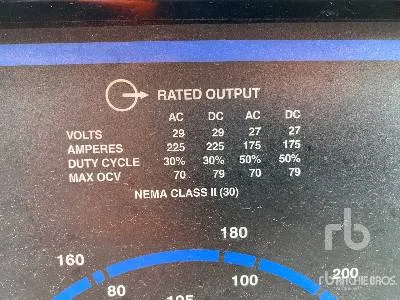 RATED OUTPUT
AC DC AC DC
VOLTS 29 29 27 27
AMPERES 225 225 175 175
DUTY CYCLE 30% 30% 50% 50%
MAX OCV 70 79 70 79
NEMA CLASS II (30)
180
160 200
80 100
rb
ritchie Bros.